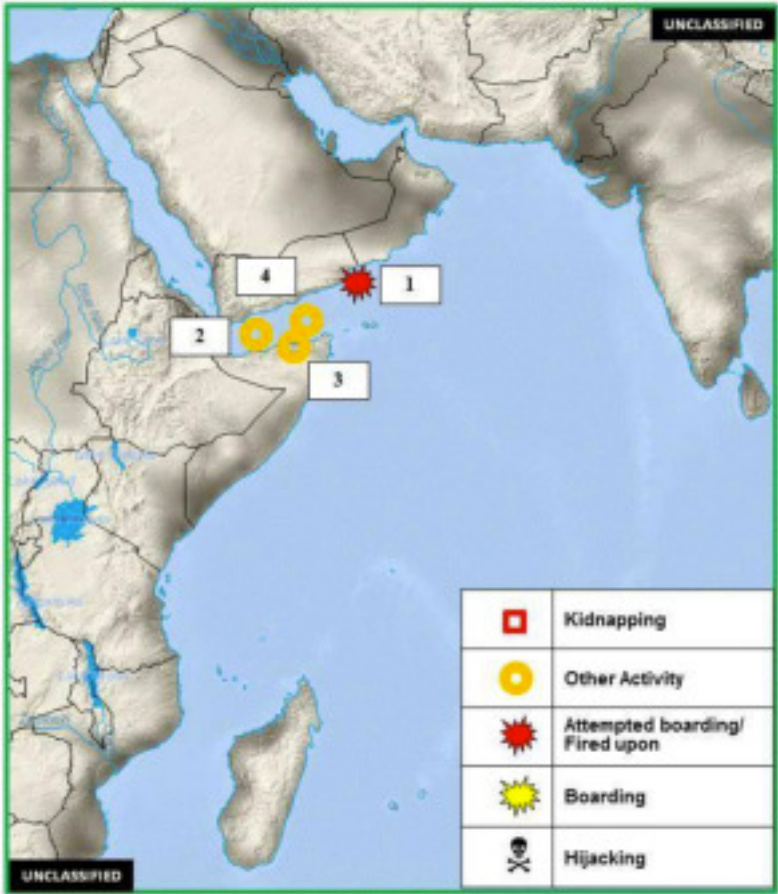 UNCLASSIFIED
4
1
2
3
Kidnapping
Other Activity
Attempted boarding/
Fired upon
Boarding
Hijacking
UNCLASSIFIED